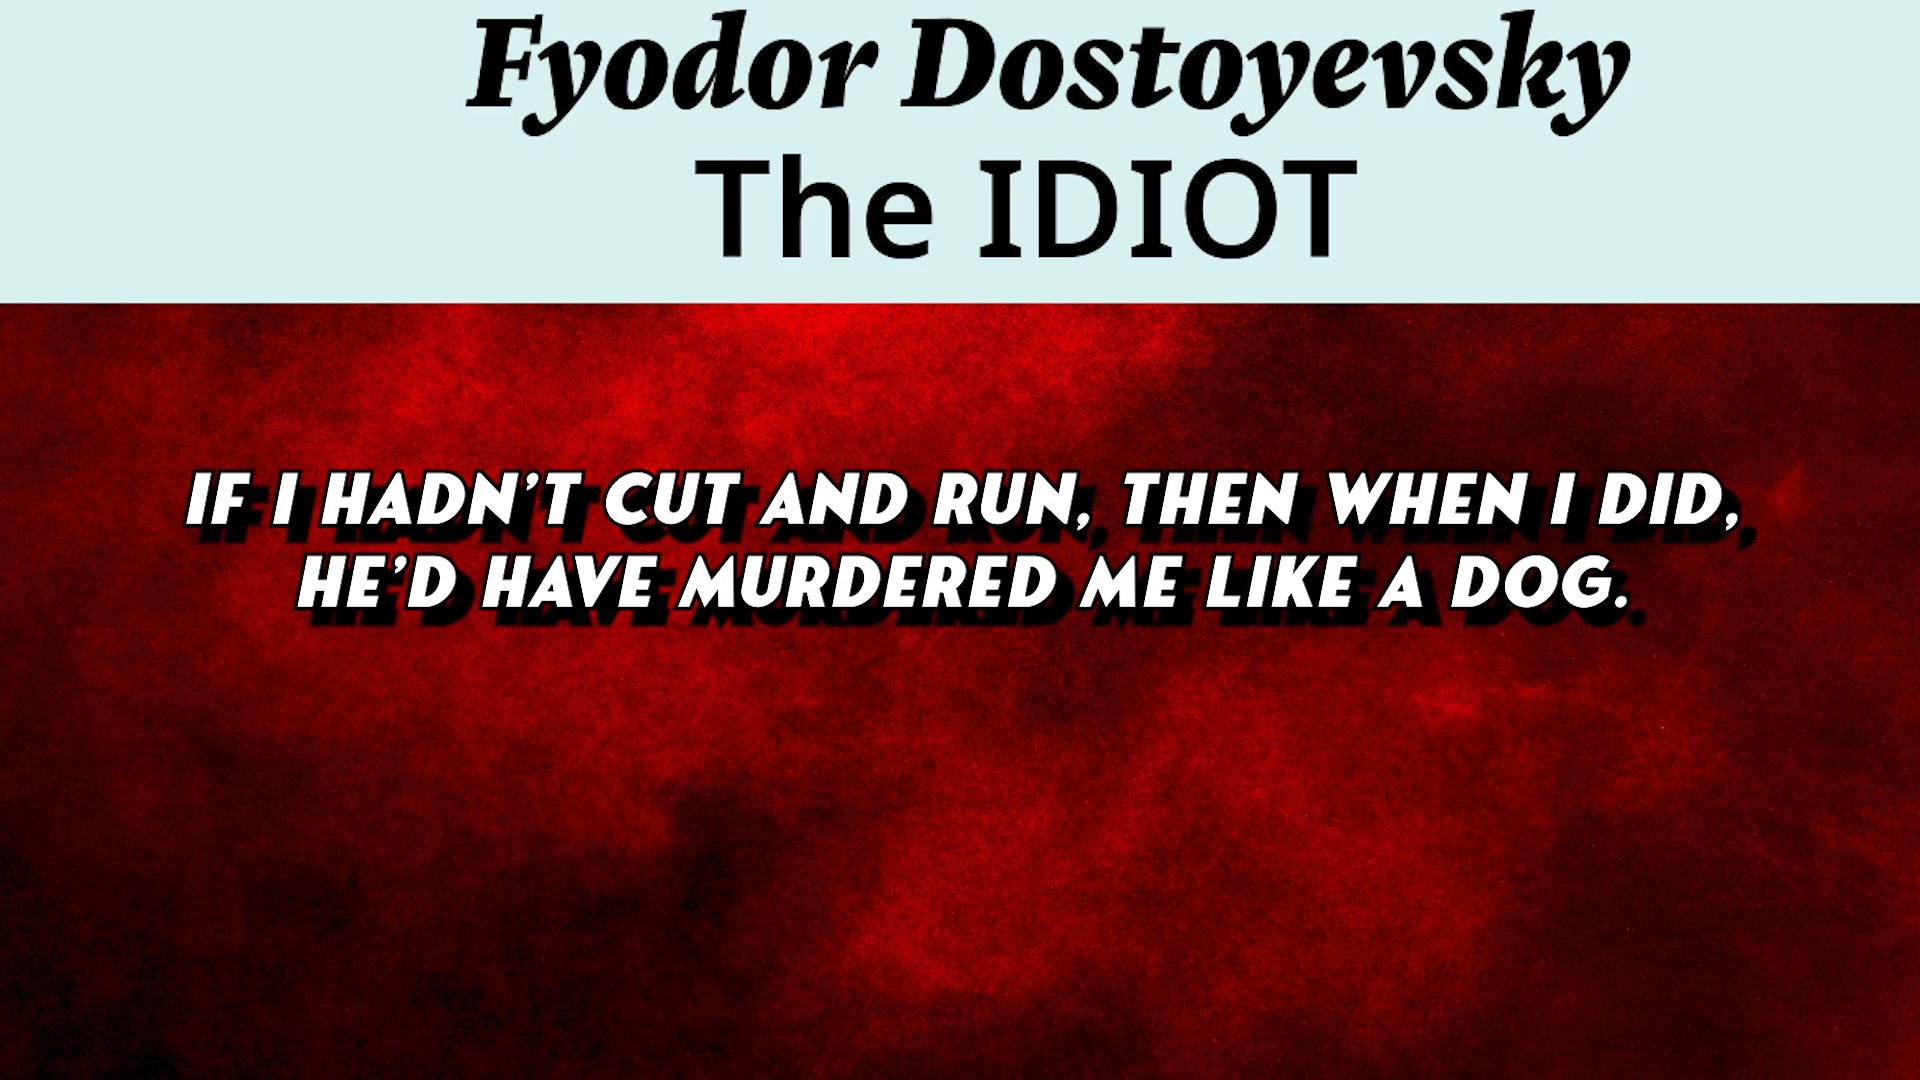 Fyodor Dostoyevsky
The IDIOT
IF I HADN’T CUT AND RUN, THEN WHEN I DID,
HE’D HAVE MURDERED ME LIKE A DOG.